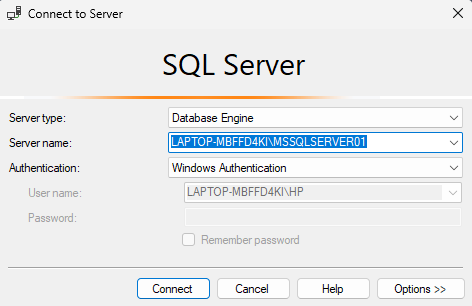 Connect to Server
SQL Server
Server type: Database Engine
Server name: LAPTOP-MBFFD4KI\MSSQLSERVER01
Authentication: Windows Authentication
User name: LAPTOP-MBFFD4KI\HP
Password:
Remember password
Connect Cancel Help Options >>